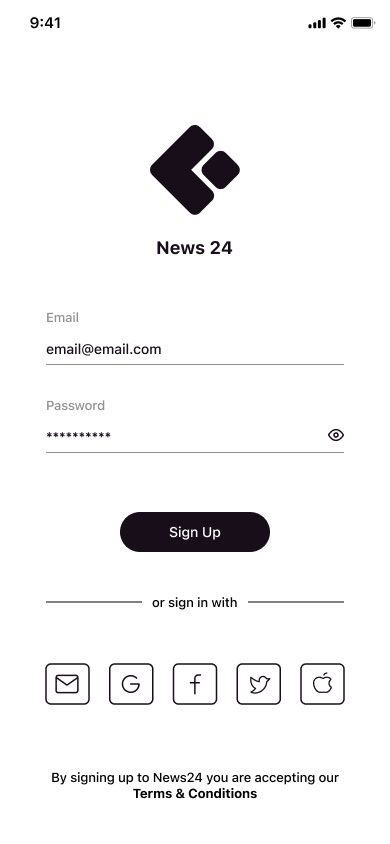 9:41
News 24
Email
email@email.com
Password
**********
Sign Up
or sign in with
By signing up to News24 you are accepting our
Terms & Conditions